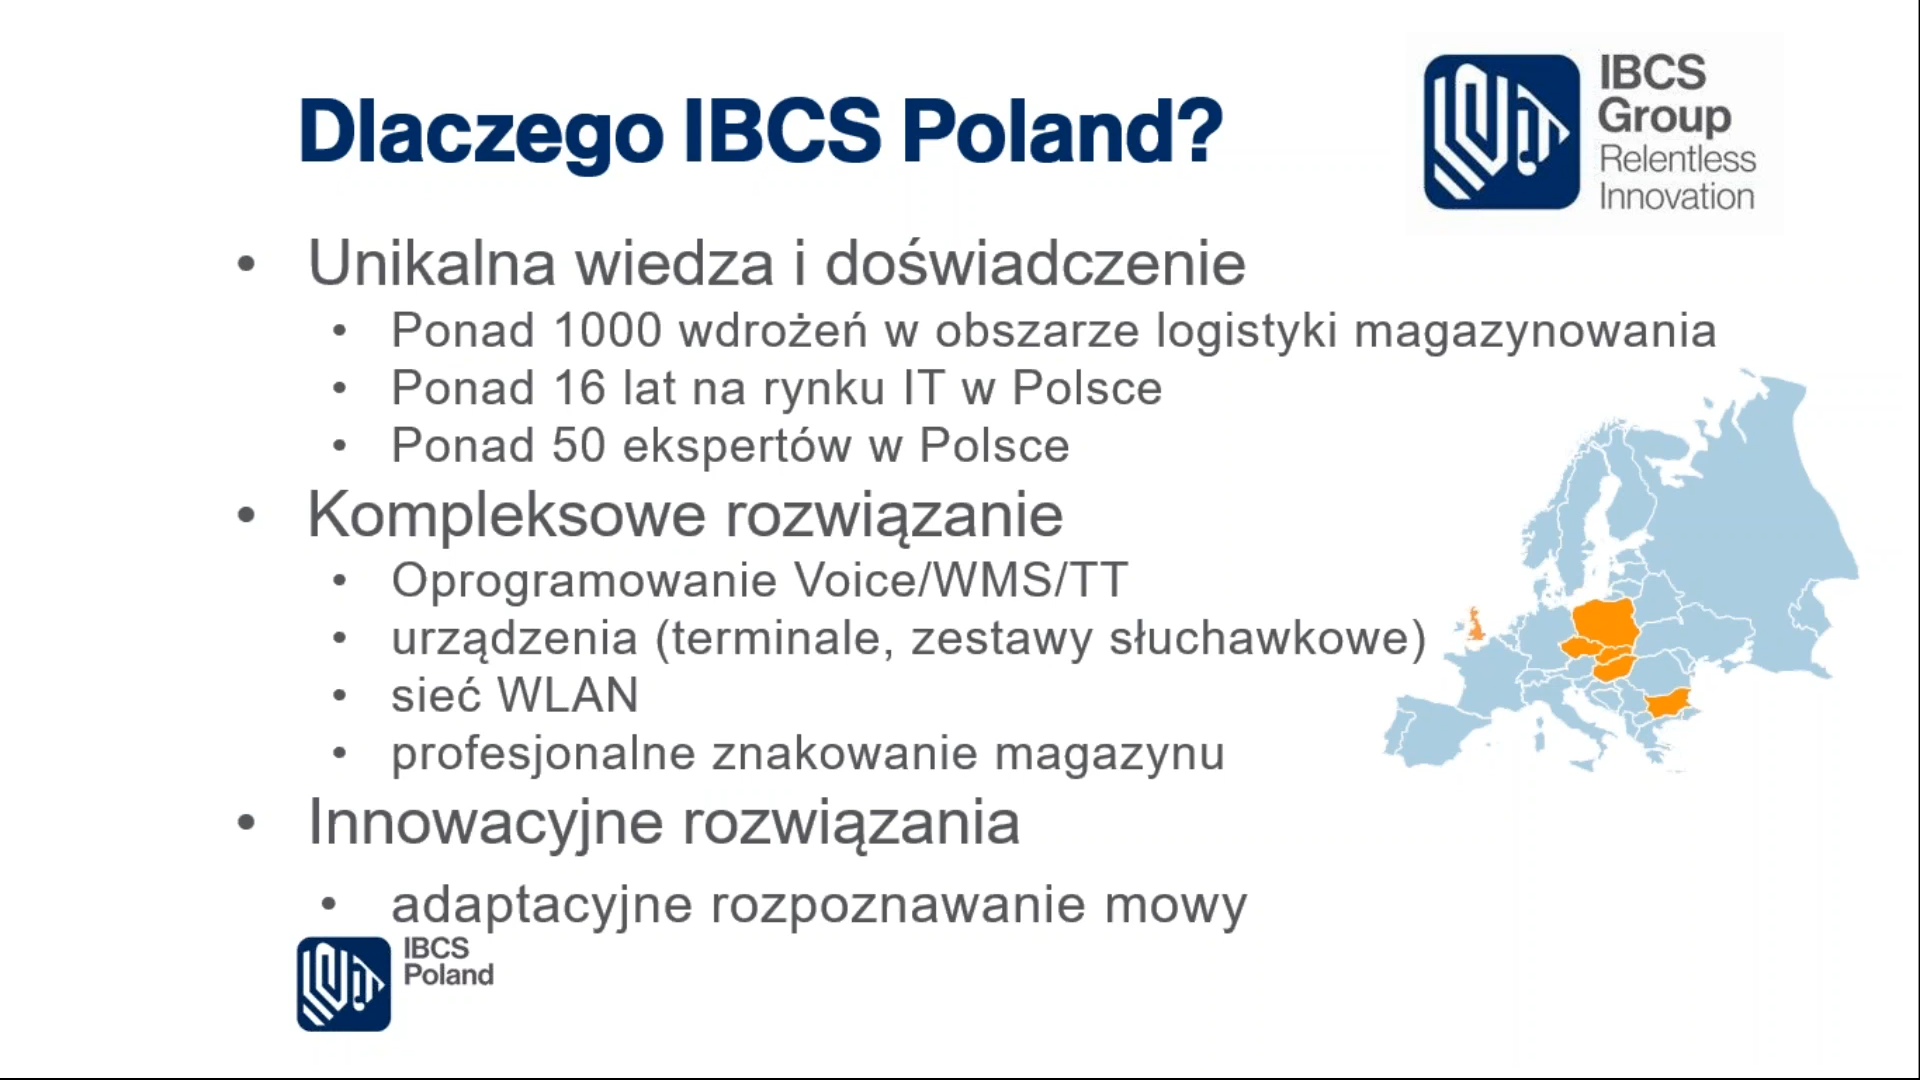 Dlaczego IBCS Poland?
IBCS
Group
Relentless
Innovation
• Unikalna wiedza i doświadczenie
• Ponad 1000 wdrożeń w obszarze logistyki magazynowania
• Ponad 16 lat na rynku IT w Polsce
• Ponad 50 ekspertów w Polsce
• Kompleksowe rozwiązanie
• Oprogramowanie Voice/WMS/TT
• urządzenia (terminale, zestawy słuchawkowe)
• sieć WLAN
• profesjonalne znakowanie magazynu
• Innowacyjne rozwiązania
• adaptacyjne rozpoznawanie mowy
IBCS
Poland